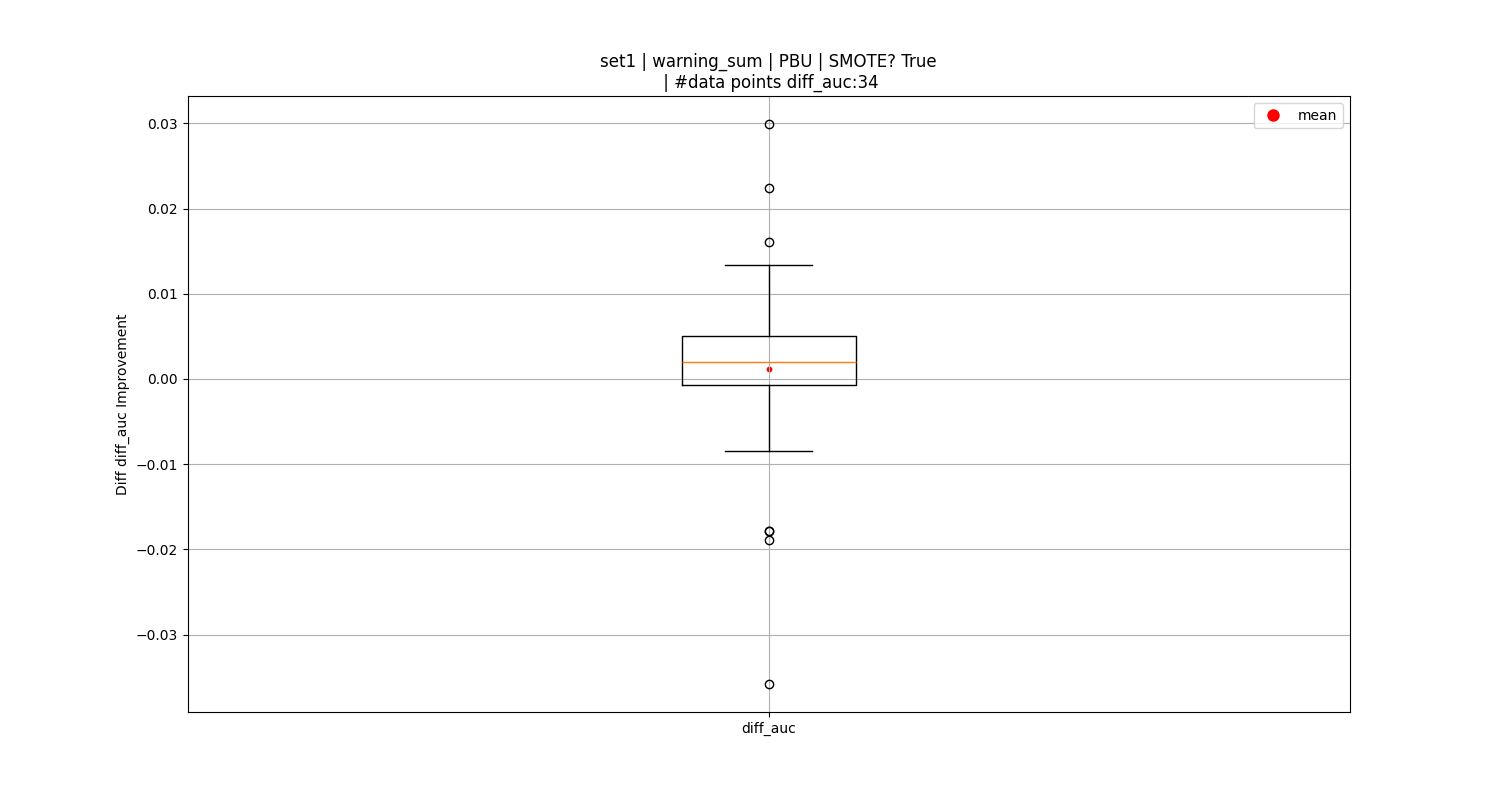 set1 | warning_sum | PBU | SMOTE? True
| #data points diff_auc:34
mean
0.03
0.02
0.01
0.00
−0.01
−0.02
−0.03
Diff diff_auc Improvement
diff_auc